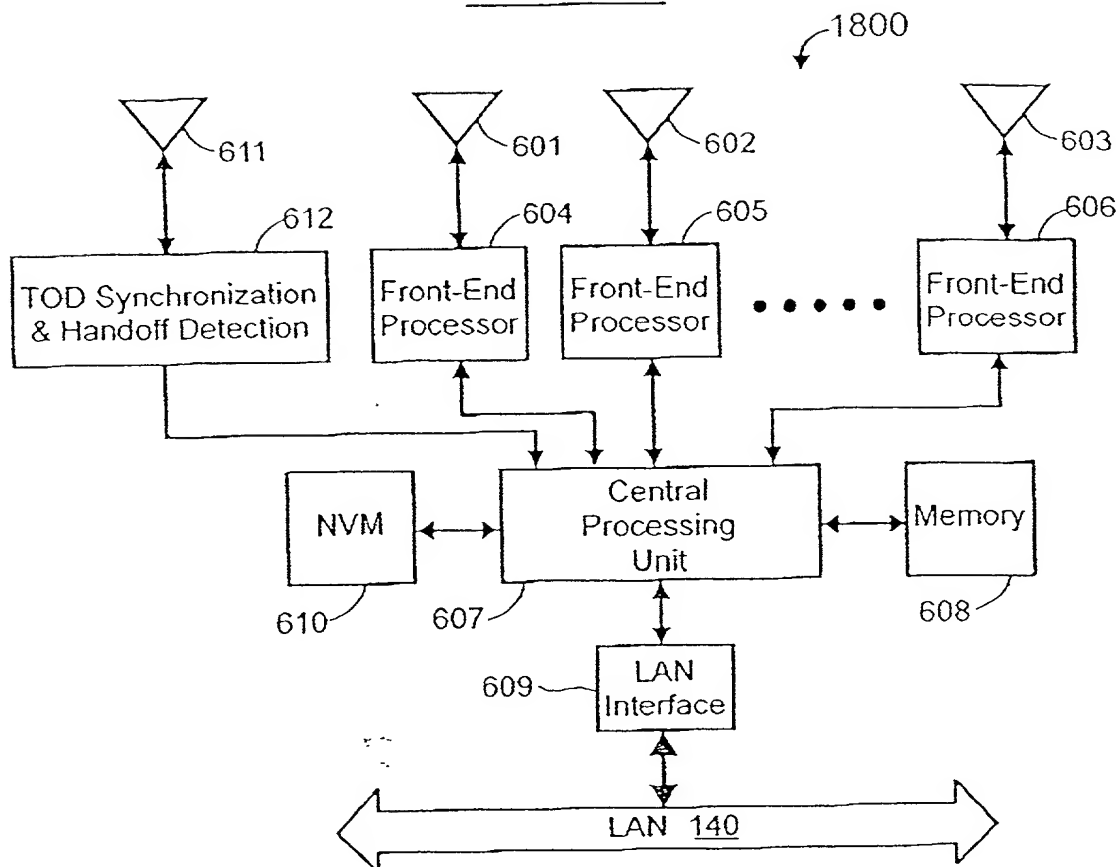 1800
611
601
602
603
612
604
605
606
TOD Synchronization
& Handoff Detection
Front-End
Processor
Front-End
Processor
Front-End
Processor
NVM
Central
Processing
Unit
Memory
610
607
608
609
LAN
Interface
LAN 140